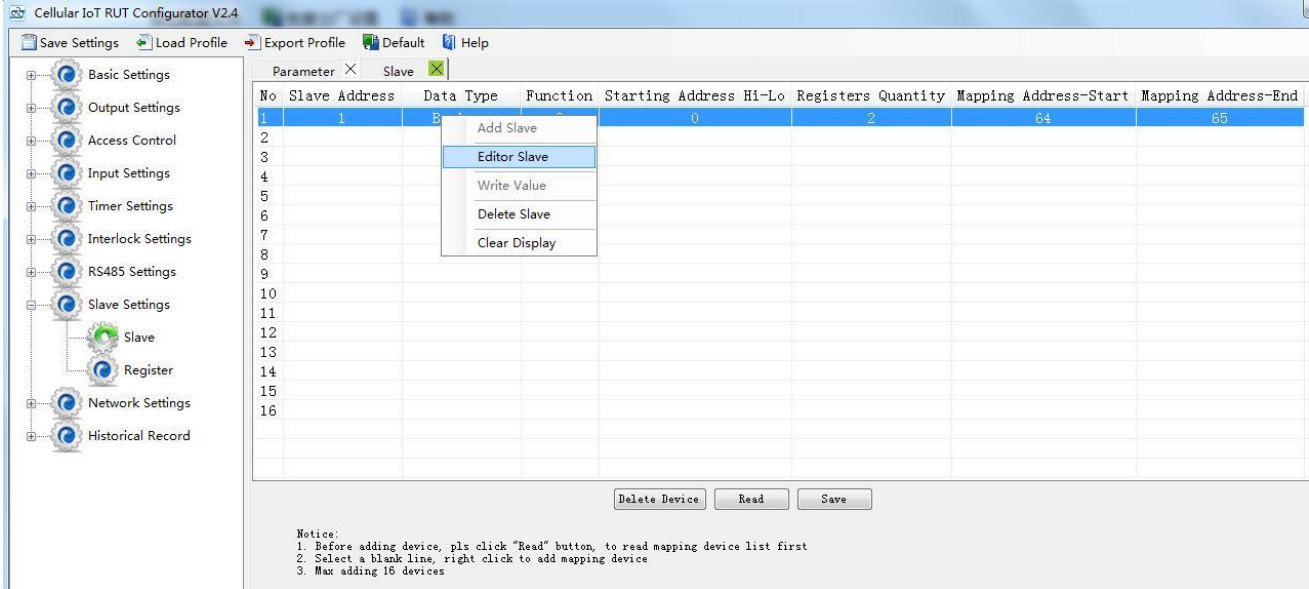 Cellular IoT RUT Configurator V2.4
Save Settings Load Profile Export Profile Default Help
Basic Settings
Output Settings
Access Control
Input Settings
Timer Settings
Interlock Settings
RS485 Settings
Slave Settings
Slave
Register
Network Settings
Historical Record
Parameter Slave
No Slave Address Data Type Function Starting Address Hi-Lo Registers Quantity Mapping Address-Start Mapping Address-End
1 1 0 2 64 65
2
3
4
5
6
7
8
9
10
11
12
13
14
15
16
Add Slave
Editor Slave
Write Value
Delete Slave
Clear Display
Delete Device Read Save
Notice:
1. Before adding device, pls click "Read" button, to read mapping device list first
2. Select a blank line, right click to add mapping device
3. Max adding 16 devices